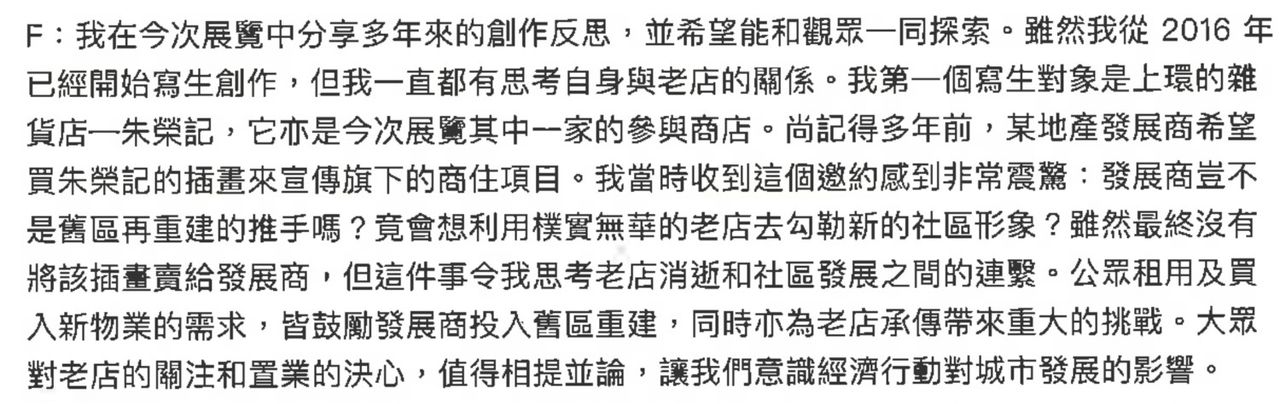 F：我在今次展覽中分享多年來的創作反思，並希望能和觀眾一同探索。雖然我從 2016 年
已經開始寫生創作，但我一直都有思考自身與老店的關係。我第一個寫生對象是上環的雜
貨店—朱榮記，它亦是今次展覽其中一家的參與商店。尚記得多年前，某地產發展商希望
買朱榮記的插畫來宣傳旗下的商住項目。我當時收到這個邀約感到非常震驚：發展商豈不
是舊區再重建的推手嗎？竟會想利用樸實無華的老店去勾勒新的社區形象？雖然最終沒有
將該插畫賣給發展商，但這件事令我思考老店消逝和社區發展之間的連繫。公眾租用及買
入新物業的需求，皆鼓勵發展商投入舊區重建，同時亦為老店承傳帶來重大的挑戰。大眾
對老店的關注和置業的決心，值得相提並論，讓我們意識經濟行動對城市發展的影響。